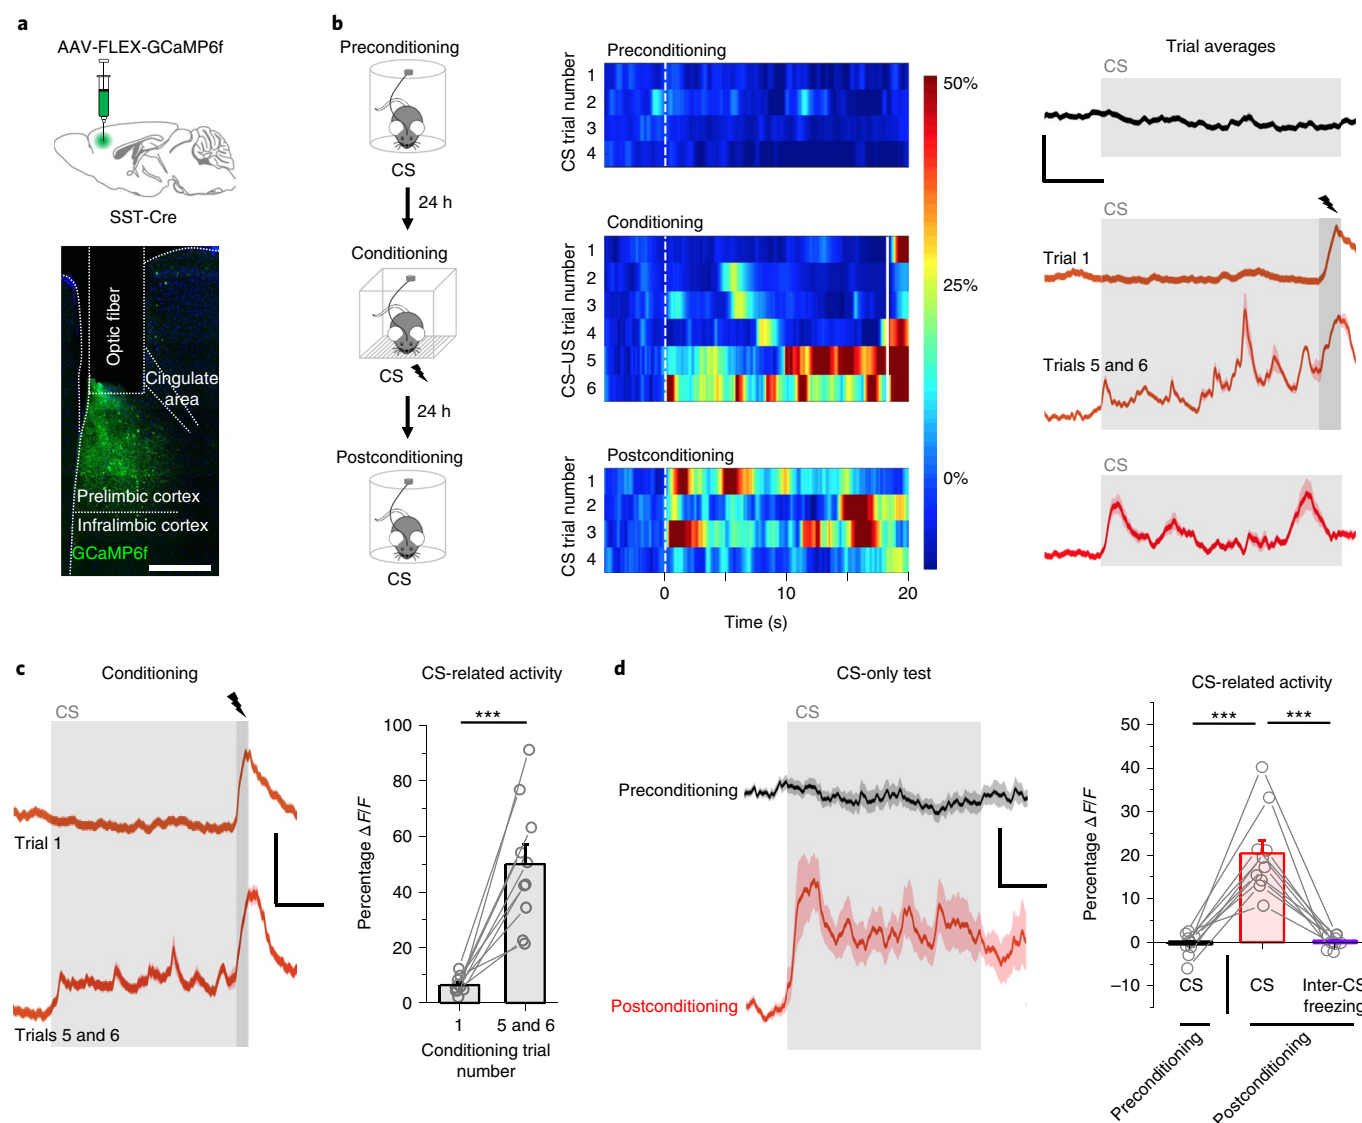 a
AAV-FLEX-GCaMP6f
SST-Cre
Optic fiber
Cingulate
area
Prelimbic cortex
Infralimbic cortex
GCaMP6f
b
Preconditioning
CS
24 h
Conditioning
CS
24 h
Postconditioning
CS
Preconditioning
CS trial number
1
2
3
4
Conditioning
CS–US trial number
1
2
3
4
5
6
Postconditioning
CS trial number
1
2
3
4
0
10
20
Time (s)
50%
25%
0%
Trial averages
CS
CS
Trial 1
Trials 5 and 6
CS
c
Conditioning
CS
Trial 1
Trials 5 and 6
CS-related activity
***
Percentage ΔF/F
100
80
60
40
20
0
1
5 and 6
Conditioning trial
number
d
CS-only test
CS
Preconditioning
Postconditioning
CS-related activity
***
***
Percentage ΔF/F
50
40
30
20
10
0
–10
CS
CS
Inter-CS
freezing
Preconditioning
Postconditioning